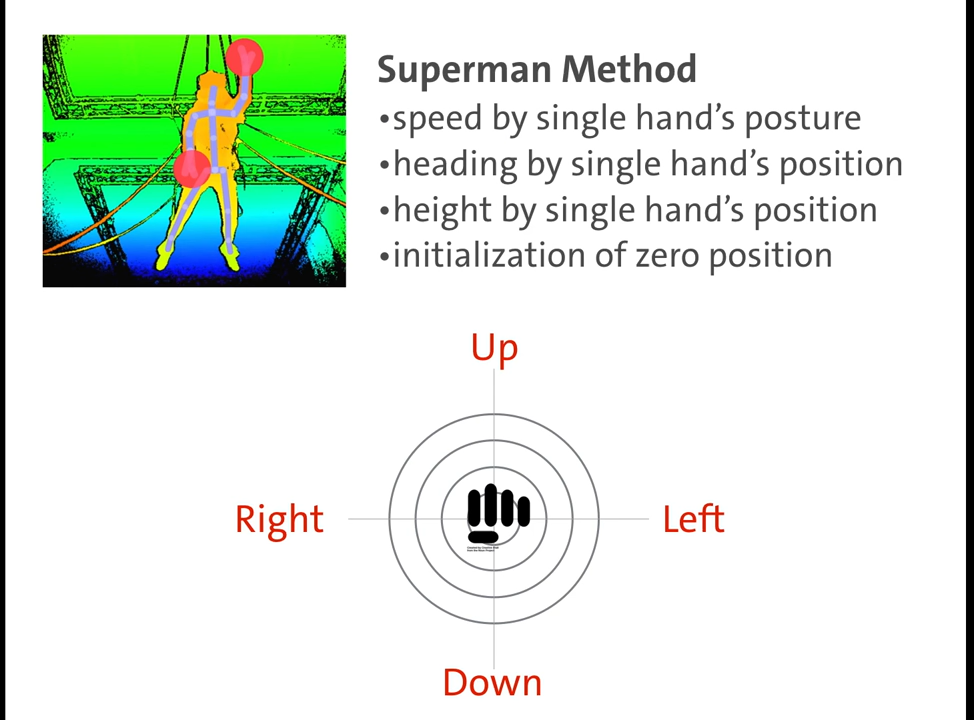 Superman Method
•speed by single hand's posture
•heading by single hand's position
•height by single hand's position
•initialization of zero position
Up
Right
Left
Down